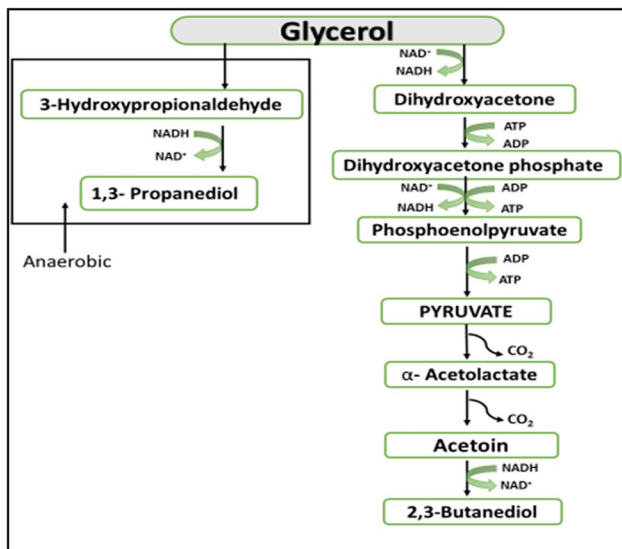 Glycerol
3-Hydroxypropionaldehyde
NADH
NAD⁺
1,3- Propanediol
Anaerobic
NAD⁺
NADH
Dihydroxyacetone
ATP
ADP
Dihydroxyacetone phosphate
NAD⁺ ADP
NADH ATP
Phosphoenolpyruvate
ADP
ATP
PYRUVATE
CO₂
α- Acetolactate
CO₂
Acetoin
NADH
NAD⁺
2,3-Butanediol